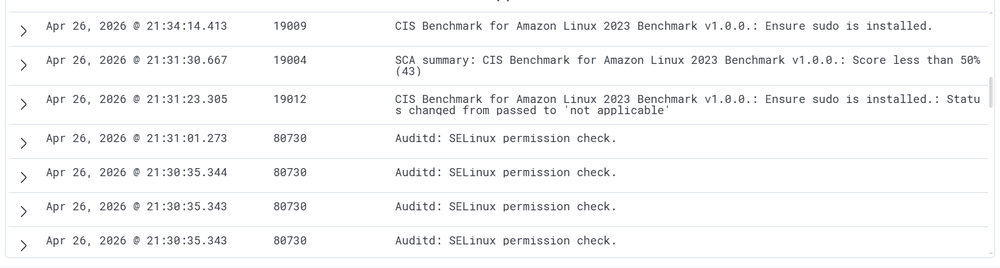 Apr 26, 2026 @ 21:34:14.413 19009 CIS Benchmark for Amazon Linux 2023 Benchmark v1.0.0.: Ensure sudo is installed.
Apr 26, 2026 @ 21:31:30.667 19004 SCA summary: CIS Benchmark for Amazon Linux 2023 Benchmark v1.0.0.: Score less than 50%
(43)
Apr 26, 2026 @ 21:31:23.305 19012 CIS Benchmark for Amazon Linux 2023 Benchmark v1.0.0.: Ensure sudo is installed.: Statu
s changed from passed to 'not applicable'
Apr 26, 2026 @ 21:31:01.273 80730 Auditd: SELinux permission check.
Apr 26, 2026 @ 21:30:35.344 80730 Auditd: SELinux permission check.
Apr 26, 2026 @ 21:30:35.343 80730 Auditd: SELinux permission check.
Apr 26, 2026 @ 21:30:35.343 80730 Auditd: SELinux permission check.